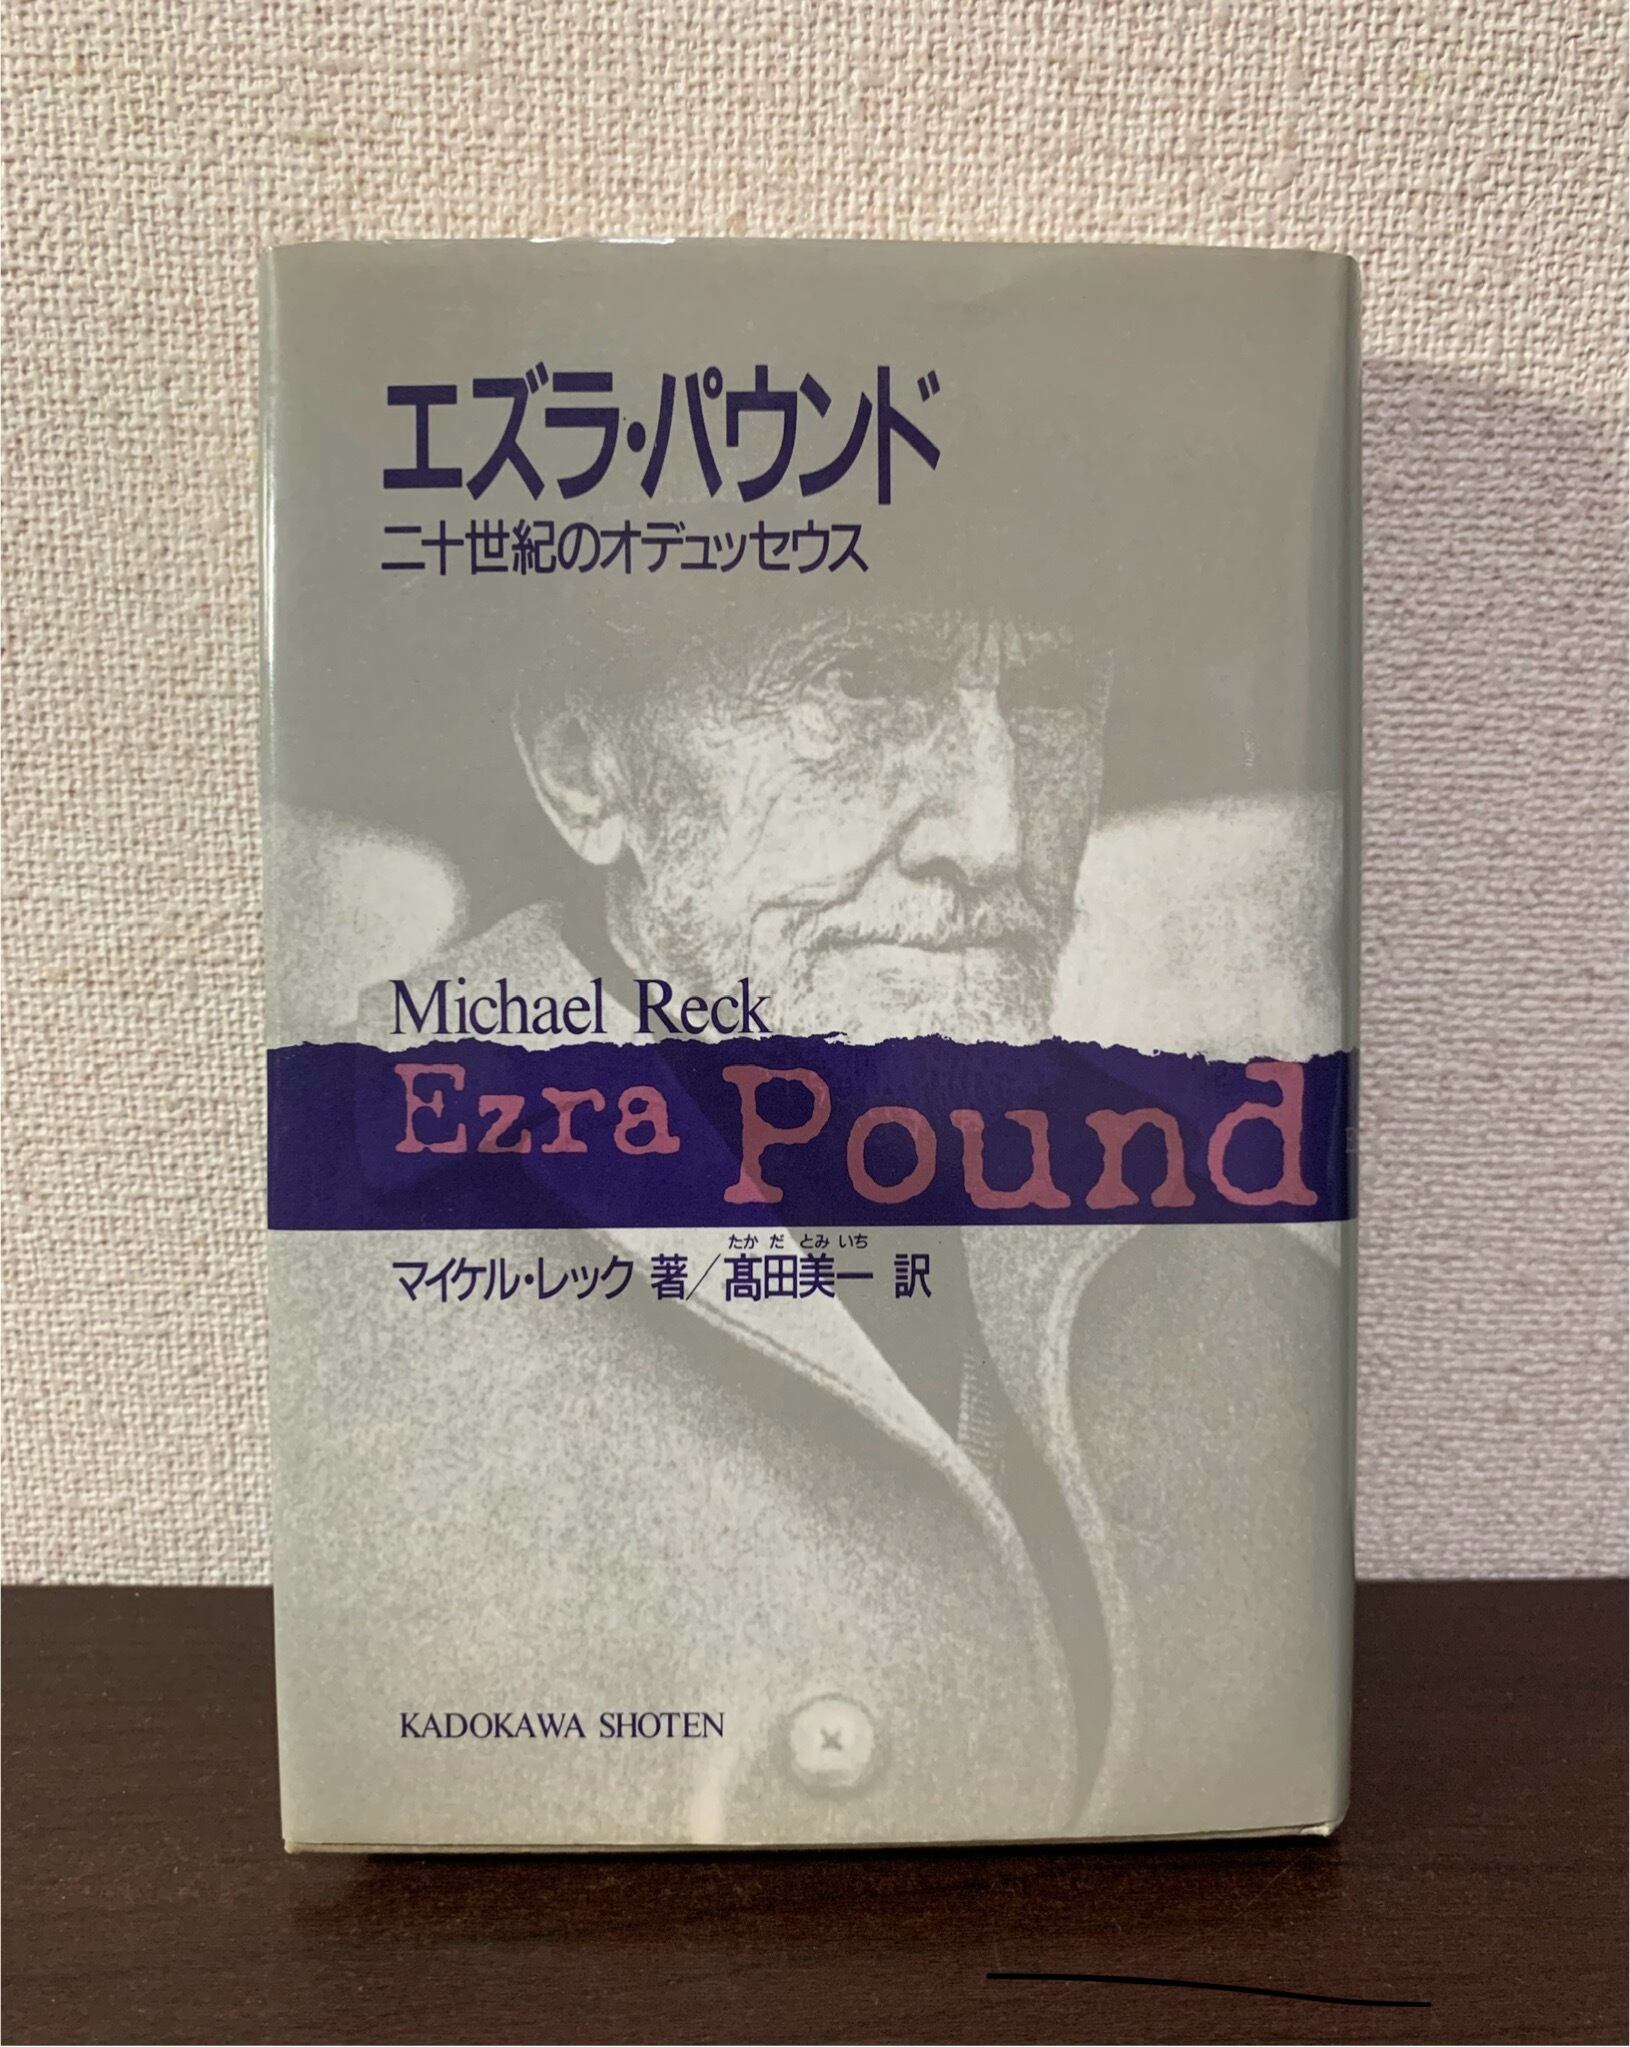 エズラ・パウンド
二十世紀のオデュッセウス
Michael Reck
Ezra Pound
たか だ とみ いち
マイケル・レック 著／髙田美一 訳
KADOKAWA SHOTEN